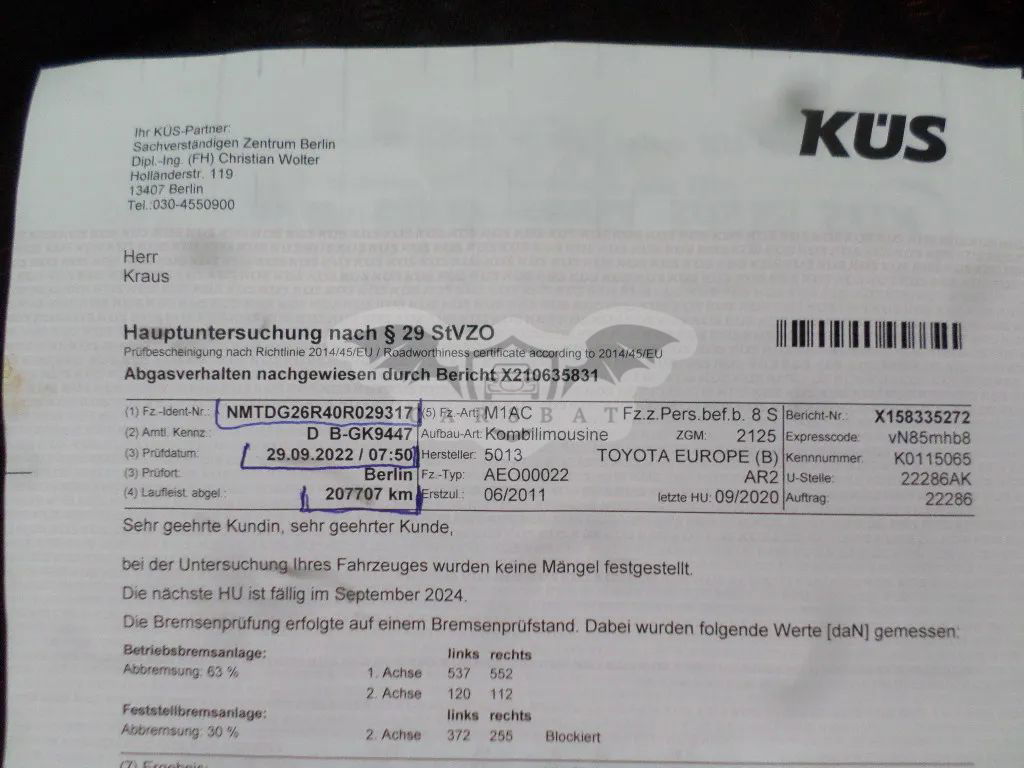 KÜS
Ihr KÜS-Partner:
Sachverständigen Zentrum Berlin
Dipl.-Ing. (FH) Christian Wolter
Holländerstr. 119
13407 Berlin
Tel.:030-4550900
Herr
Kraus
Hauptuntersuchung nach § 29 StVZO
Prüfbescheinigung nach Richtlinie 2014/45/EU / Roadworthiness certificate according to 2014/45/EU
Abgasverhalten nachgewiesen durch Bericht X210635831
ARCBAT
(1) Fz.-Ident-Nr.: NMTDG26R40R029317 (5) Fz.-Art: M1AC Fz.z.Pers.bef.b. 8 S Bericht-Nr.: X158335272
(2) Amtl. Kennz.: D B-GK9447 Aufbau-Art: Kombilimousine ZGM: 2125 Expresscode: vN85mhb8
(3) Prüfdatum: 29.09.2022 / 07:50 Hersteller: 5013 TOYOTA EUROPE (B) Kennnummer: K0115065
(3) Prüfort: Berlin Fz.-Typ: AEO00022 AR2 U-Stelle: 22286AK
(4) Laufleist. abgel.: 207707 km Erstzul.: 06/2011 letzte HU: 09/2020 Auftrag: 22286
Sehr geehrte Kundin, sehr geehrter Kunde,
bei der Untersuchung Ihres Fahrzeuges wurden keine Mängel festgestellt.
Die nächste HU ist fällig im September 2024.
Die Bremsenprüfung erfolgte auf einem Bremsenprüfstand. Dabei wurden folgende Werte [daN] gemessen:
Betriebsbremsanlage: links rechts
Abbremsung: 63 % 1. Achse 537 552
2. Achse 120 112
Feststellbremsanlage: links rechts
Abbremsung: 30 % 2. Achse 372 255 Blockiert
(7) Ergebnis: